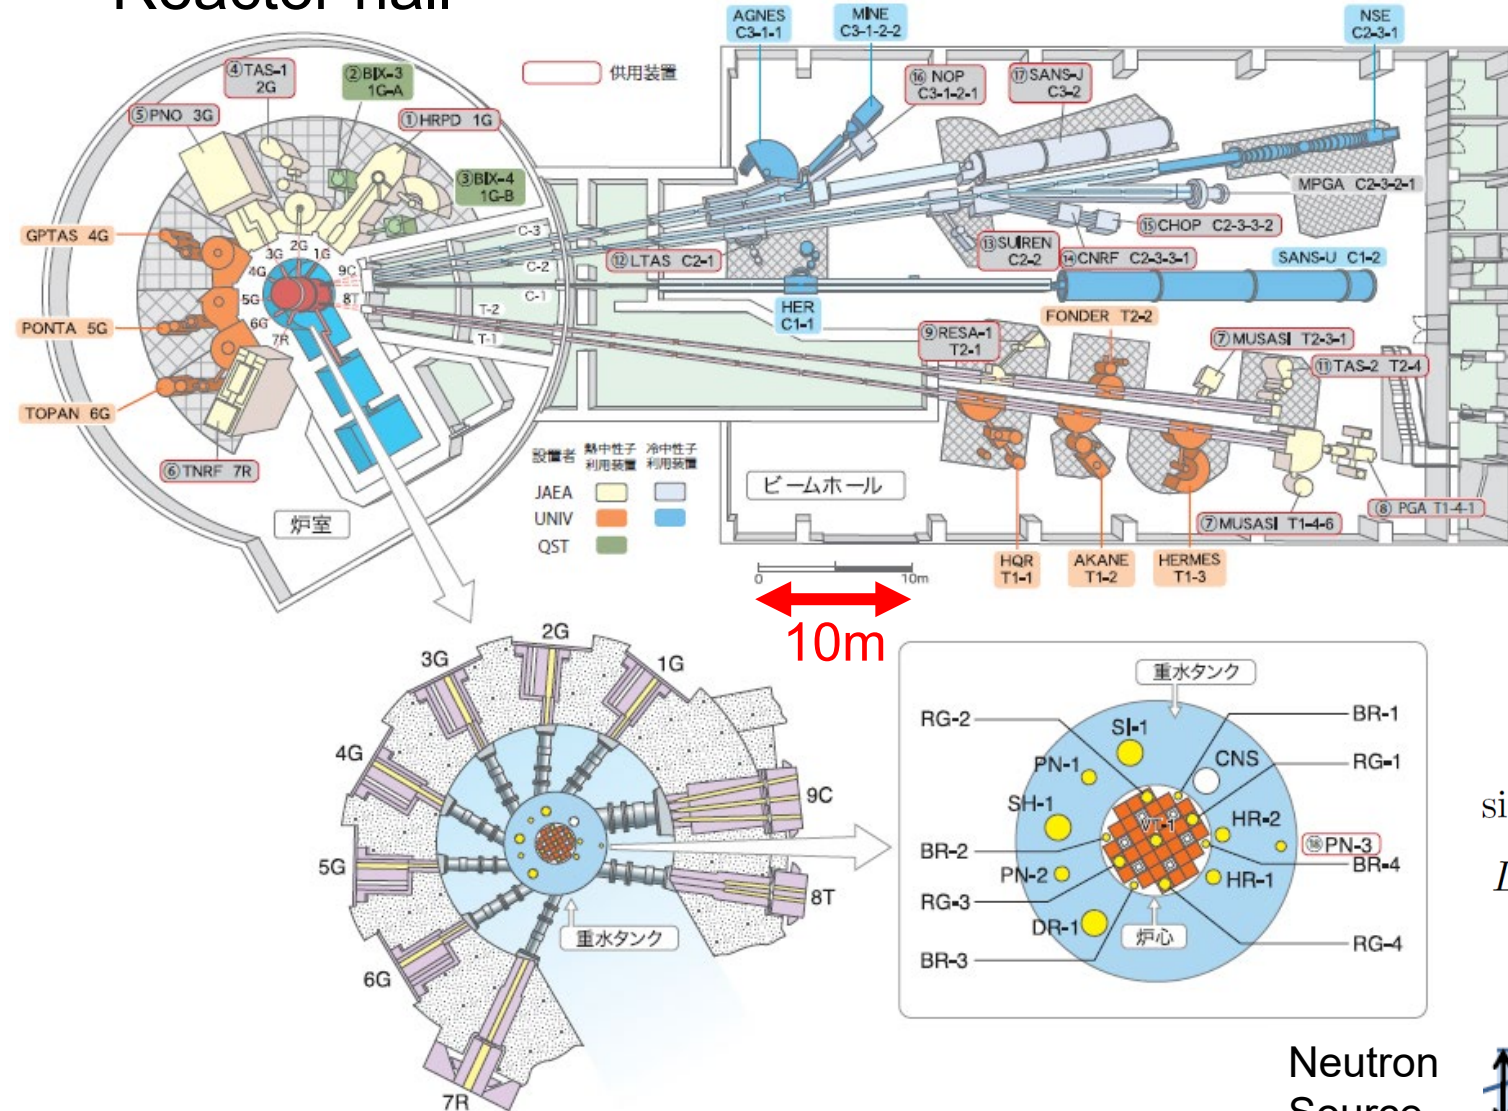 Reactor hall
AGNES
C3-1-1
MINE
C3-1-2-2
NSE
C2-3-1
④TAS-1
2G
②BIX-3
1G-A
供用装置
⑯ NOP
C3-1-2-1
⑰SANS-J
C3-2
⑤PNO 3G
①HRPD 1G
③BIX-4
1G-B
MPGA C2-3-2-1
⑮CHOP C2-3-3-2
GPTAS 4G
C-3
C-2
C-1
T-2
T-1
⑫LTAS C2-1
⑬SUIREN
C2-2
⑭CNRF C2-3-3-1
SANS-U C1-2
2G
1G
3G
4G
5G
6G
7R
9C
8T
HER
C1-1
PONTA 5G
FONDER T2-2
⑨RESA-1
T2-1
⑦MUSASI T2-3-1
⑪TAS-2 T2-4
TOPAN 6G
⑥TNRF 7R
設置者
熱中性子
利用装置
冷中性子
利用装置
JAEA
UNIV
QST
ビームホール
炉室
⑧ PGA T1-4-1
⑦MUSASI T1-4-6
HQR
T1-1
AKANE
T1-2
HERMES
T1-3
0
10m
10m
2G
3G
1G
4G
9C
5G
8T
重水タンク
6G
7R
重水タンク
RG-2
SI-1
BR-1
PN-1
CNS
RG-1
SH-1
VT-1
HR-2
⑱PN-3
BR-2
BR-4
PN-2
HR-1
RG-3
DR-1
炉心
RG-4
BR-3
si
Neutron
Source